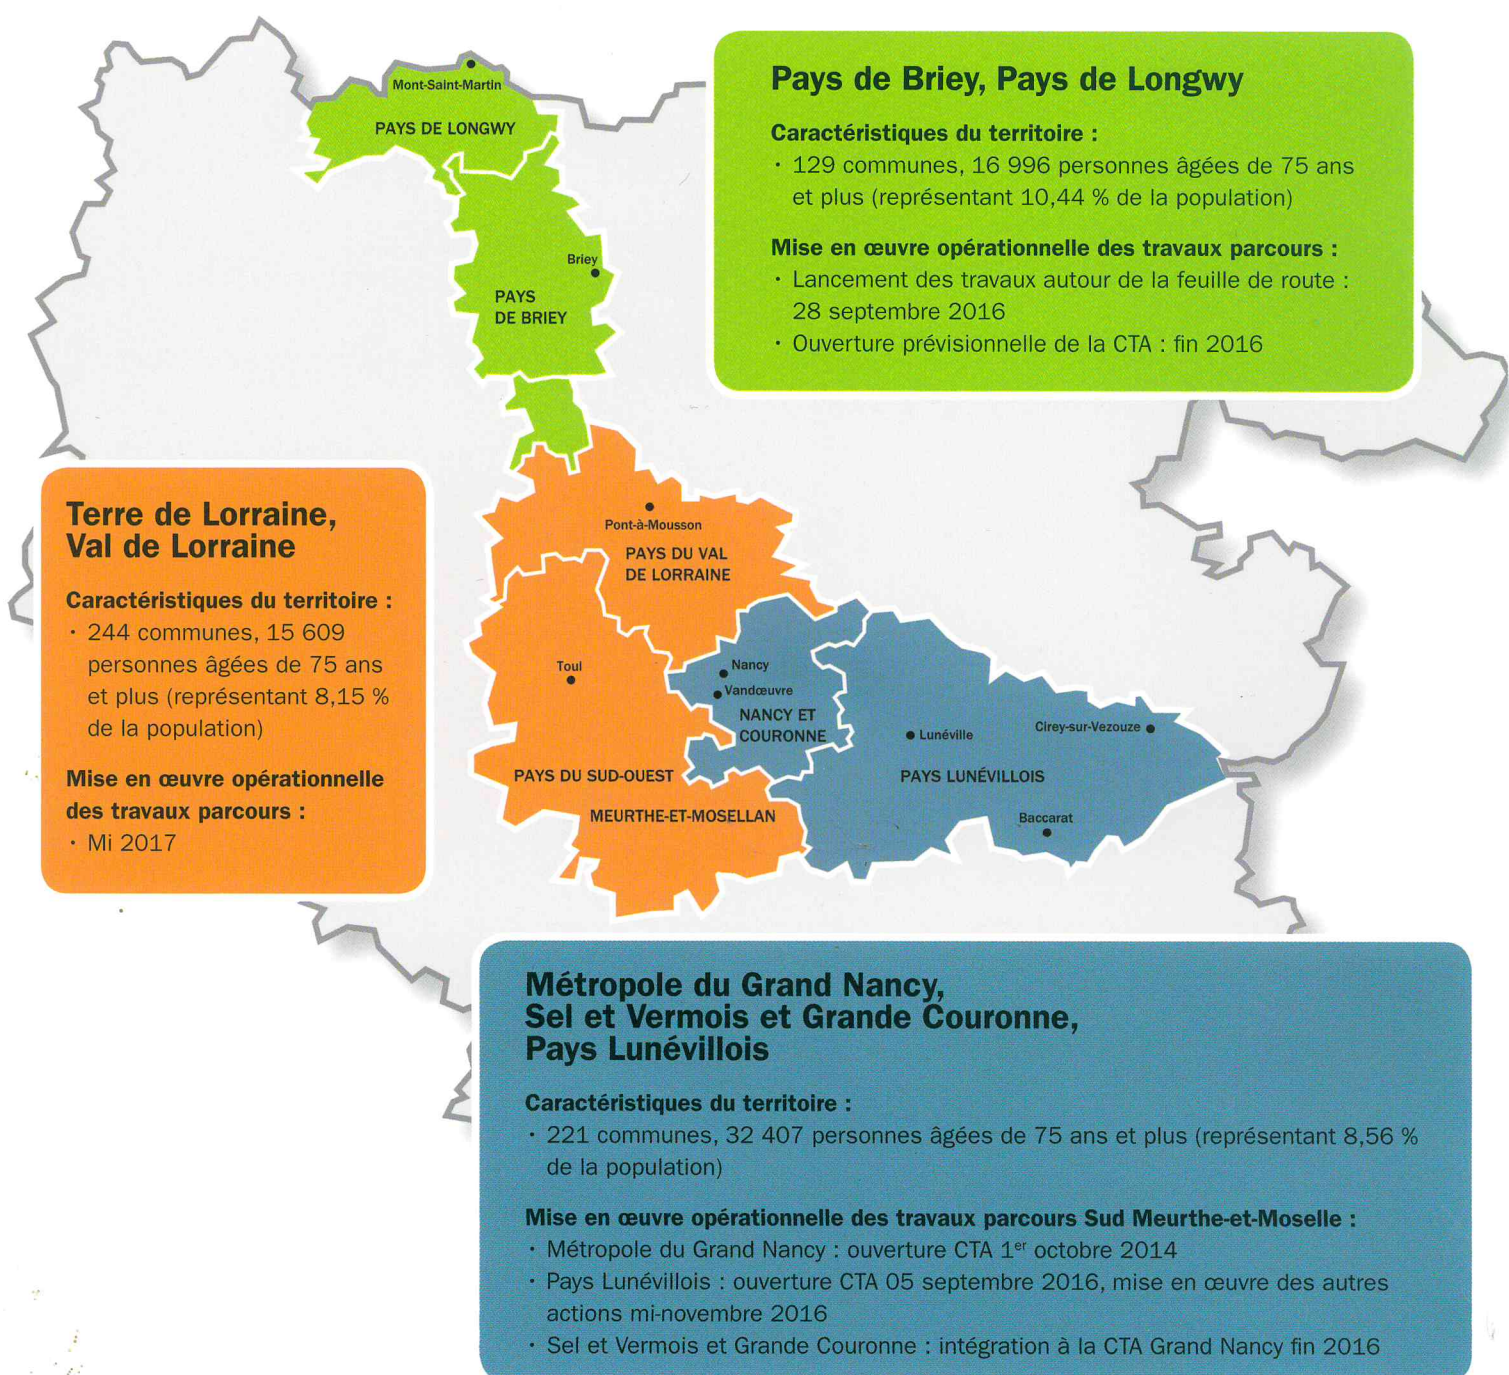 Mont-Saint-Martin
PAYS DE LONGWY
Briey
PAYS
DE BRIEY
Pays de Briey, Pays de Longwy
Caractéristiques du territoire :
· 129 communes, 16 996 personnes âgées de 75 ans
et plus (représentant 10,44 % de la population)
Mise en œuvre opérationnelle des travaux parcours :
· Lancement des travaux autour de la feuille de route :
28 septembre 2016
· Ouverture prévisionnelle de la CTA : fin 2016
Terre de Lorraine,
Val de Lorraine
Caractéristiques du territoire :
· 244 communes, 15 609
personnes âgées de 75 ans
et plus (représentant 8,15 %
de la population)
Mise en œuvre opérationnelle
des travaux parcours :
· Mi 2017
Pont-à-Mousson
PAYS DU VAL
DE LORRAINE
Toul
PAYS DU SUD-OUEST
MEURTHE-ET-MOSELLAN
Nancy
Vandœuvre
NANCY ET
COURONNE
Lunéville
Cirey-sur-Vezouze
PAYS LUNÉVILLOIS
Baccarat
Métropole du Grand Nancy,
Sel et Vermois et Grande Couronne,
Pays Lunévillois
Caractéristiques du territoire :
· 221 communes, 32 407 personnes âgées de 75 ans et plus (représentant 8,56 %
de la population)
Mise en œuvre opérationnelle des travaux parcours Sud Meurthe-et-Moselle :
· Métropole du Grand Nancy : ouverture CTA 1er octobre 2014
· Pays Lunévillois : ouverture CTA 05 septembre 2016, mise en œuvre des autres
actions mi-novembre 2016
· Sel et Vermois et Grande Couronne : intégration à la CTA Grand Nancy fin 2016